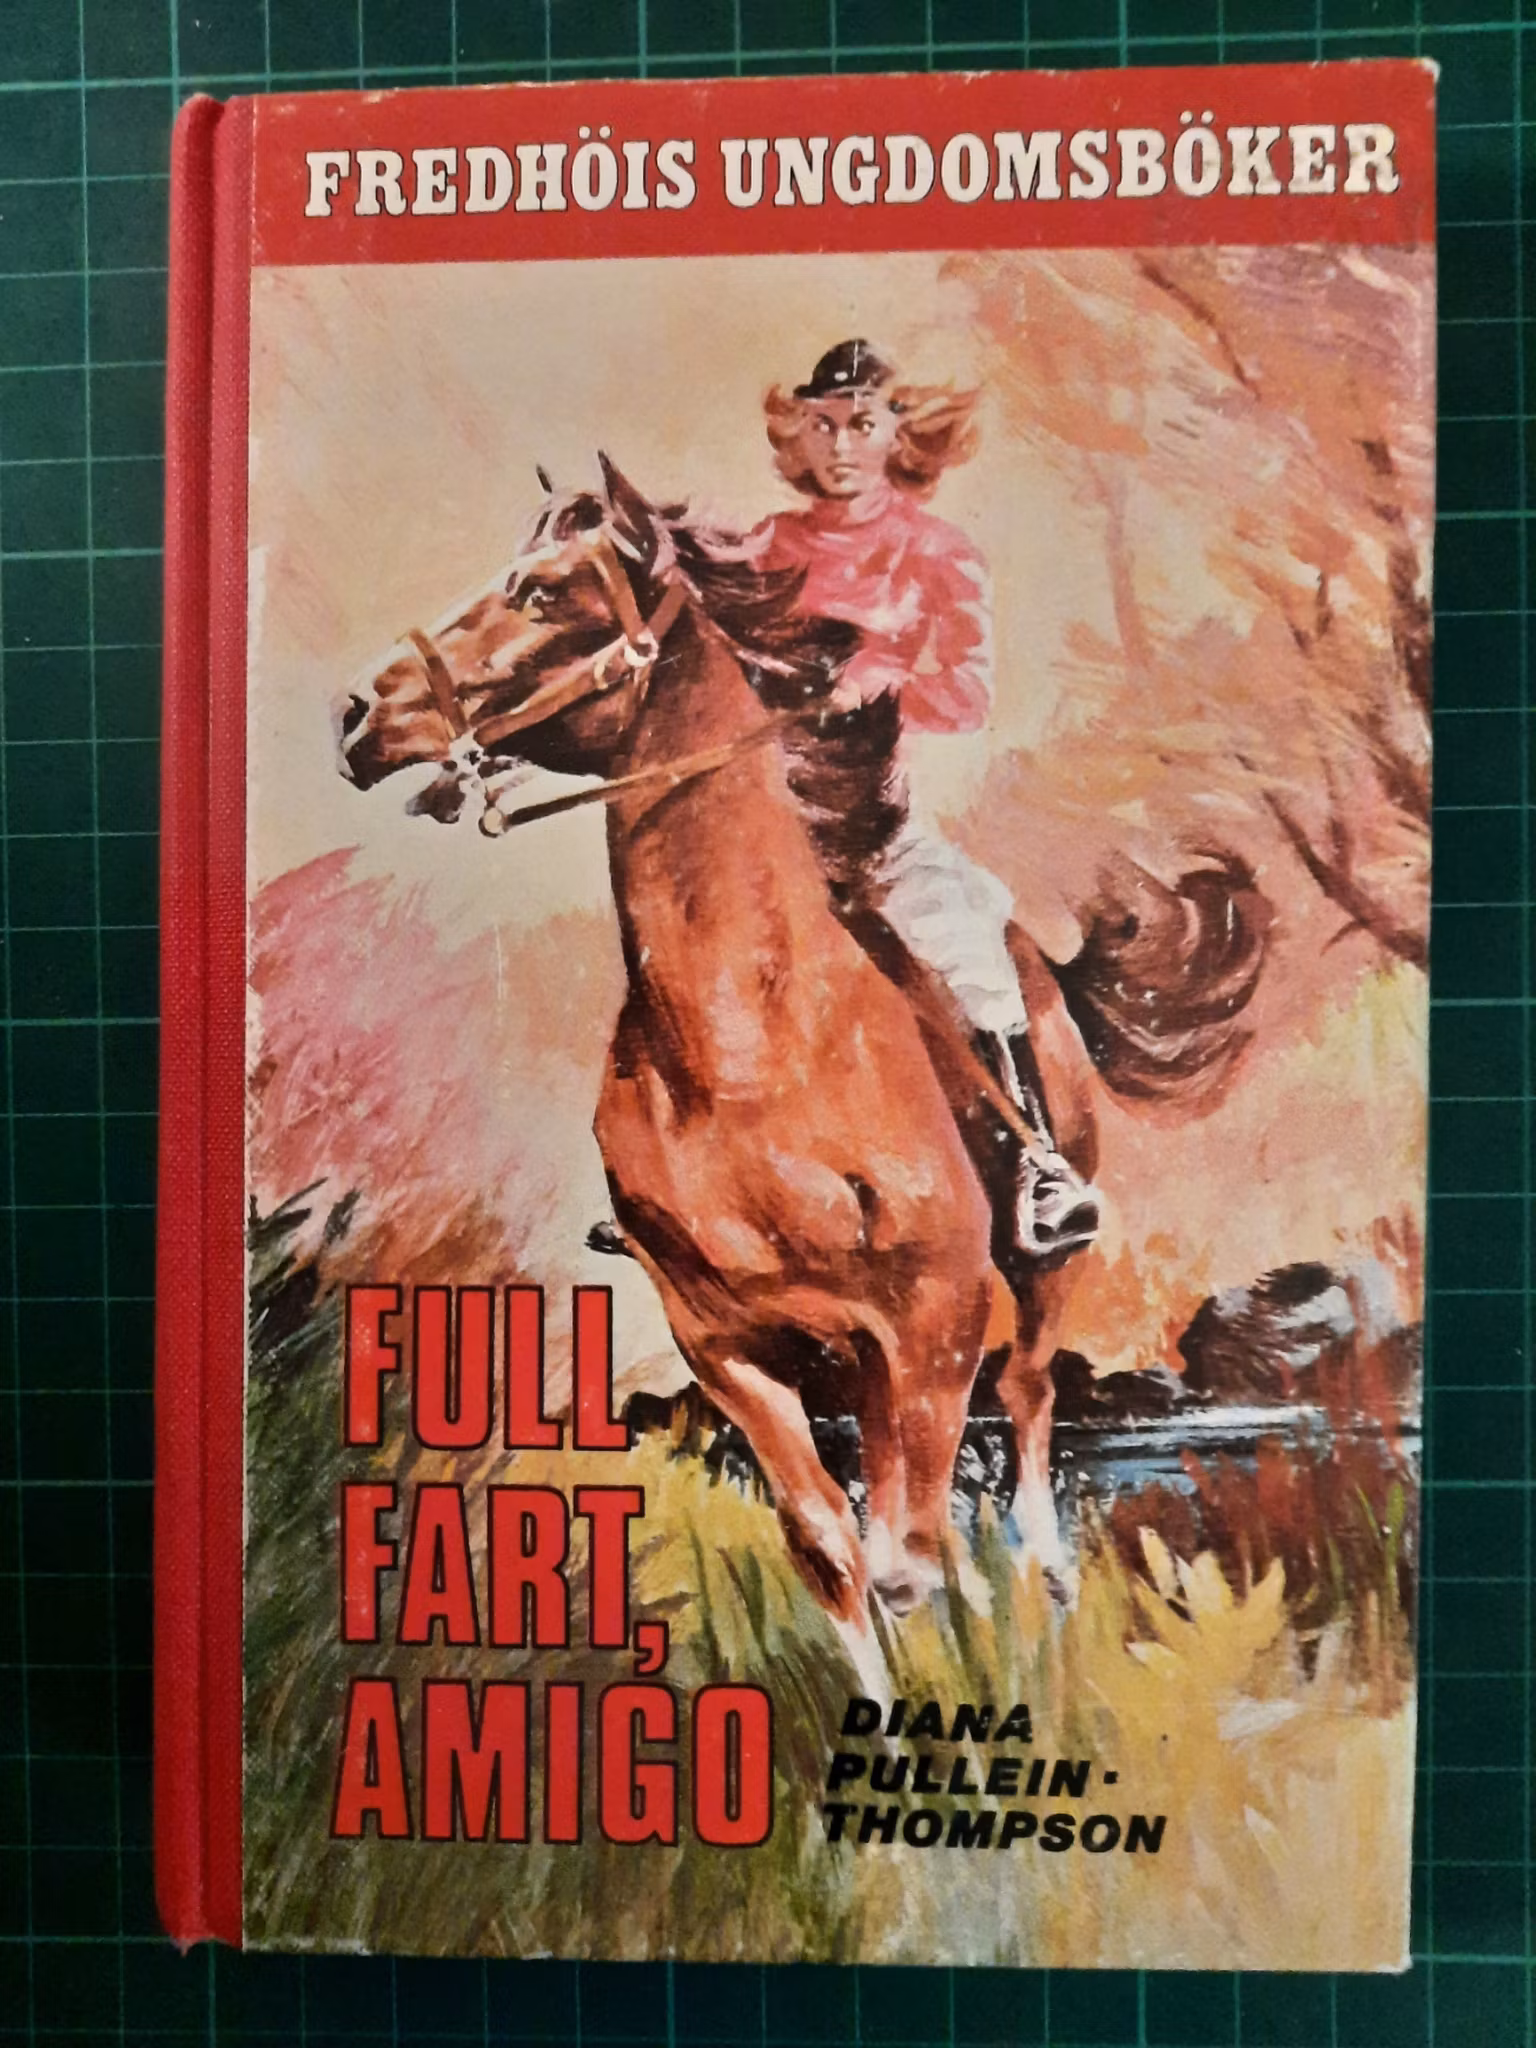 FREDHÖIS UNGDOMSBÖKER
FULL
FART,
AMIGO
DIANA
PULLEIN-
THOMPSON